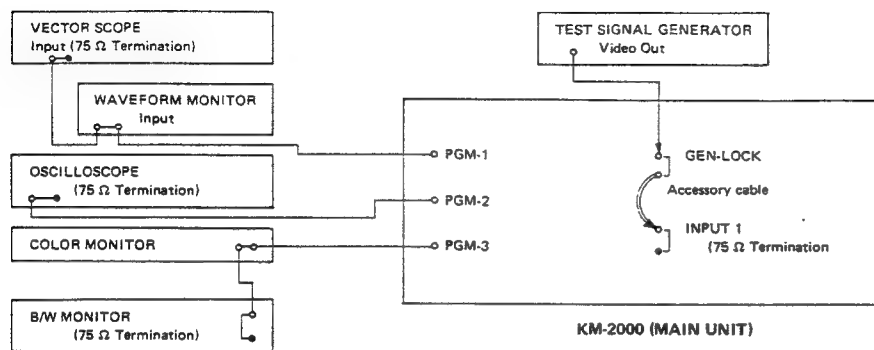 VECTOR SCOPE
Input (75 Ω Termination)
WAVEFORM MONITOR
Input
OSCILLOSCOPE
(75 Ω Termination)
COLOR MONITOR
B/W MONITOR
(75 Ω Termination)
TEST SIGNAL GENERATOR
Video Out
PGM-1
PGM-2
PGM-3
GEN-LOCK
Accessory cable
INPUT 1
(75 Ω Termination
KM-2000 (MAIN UNIT)